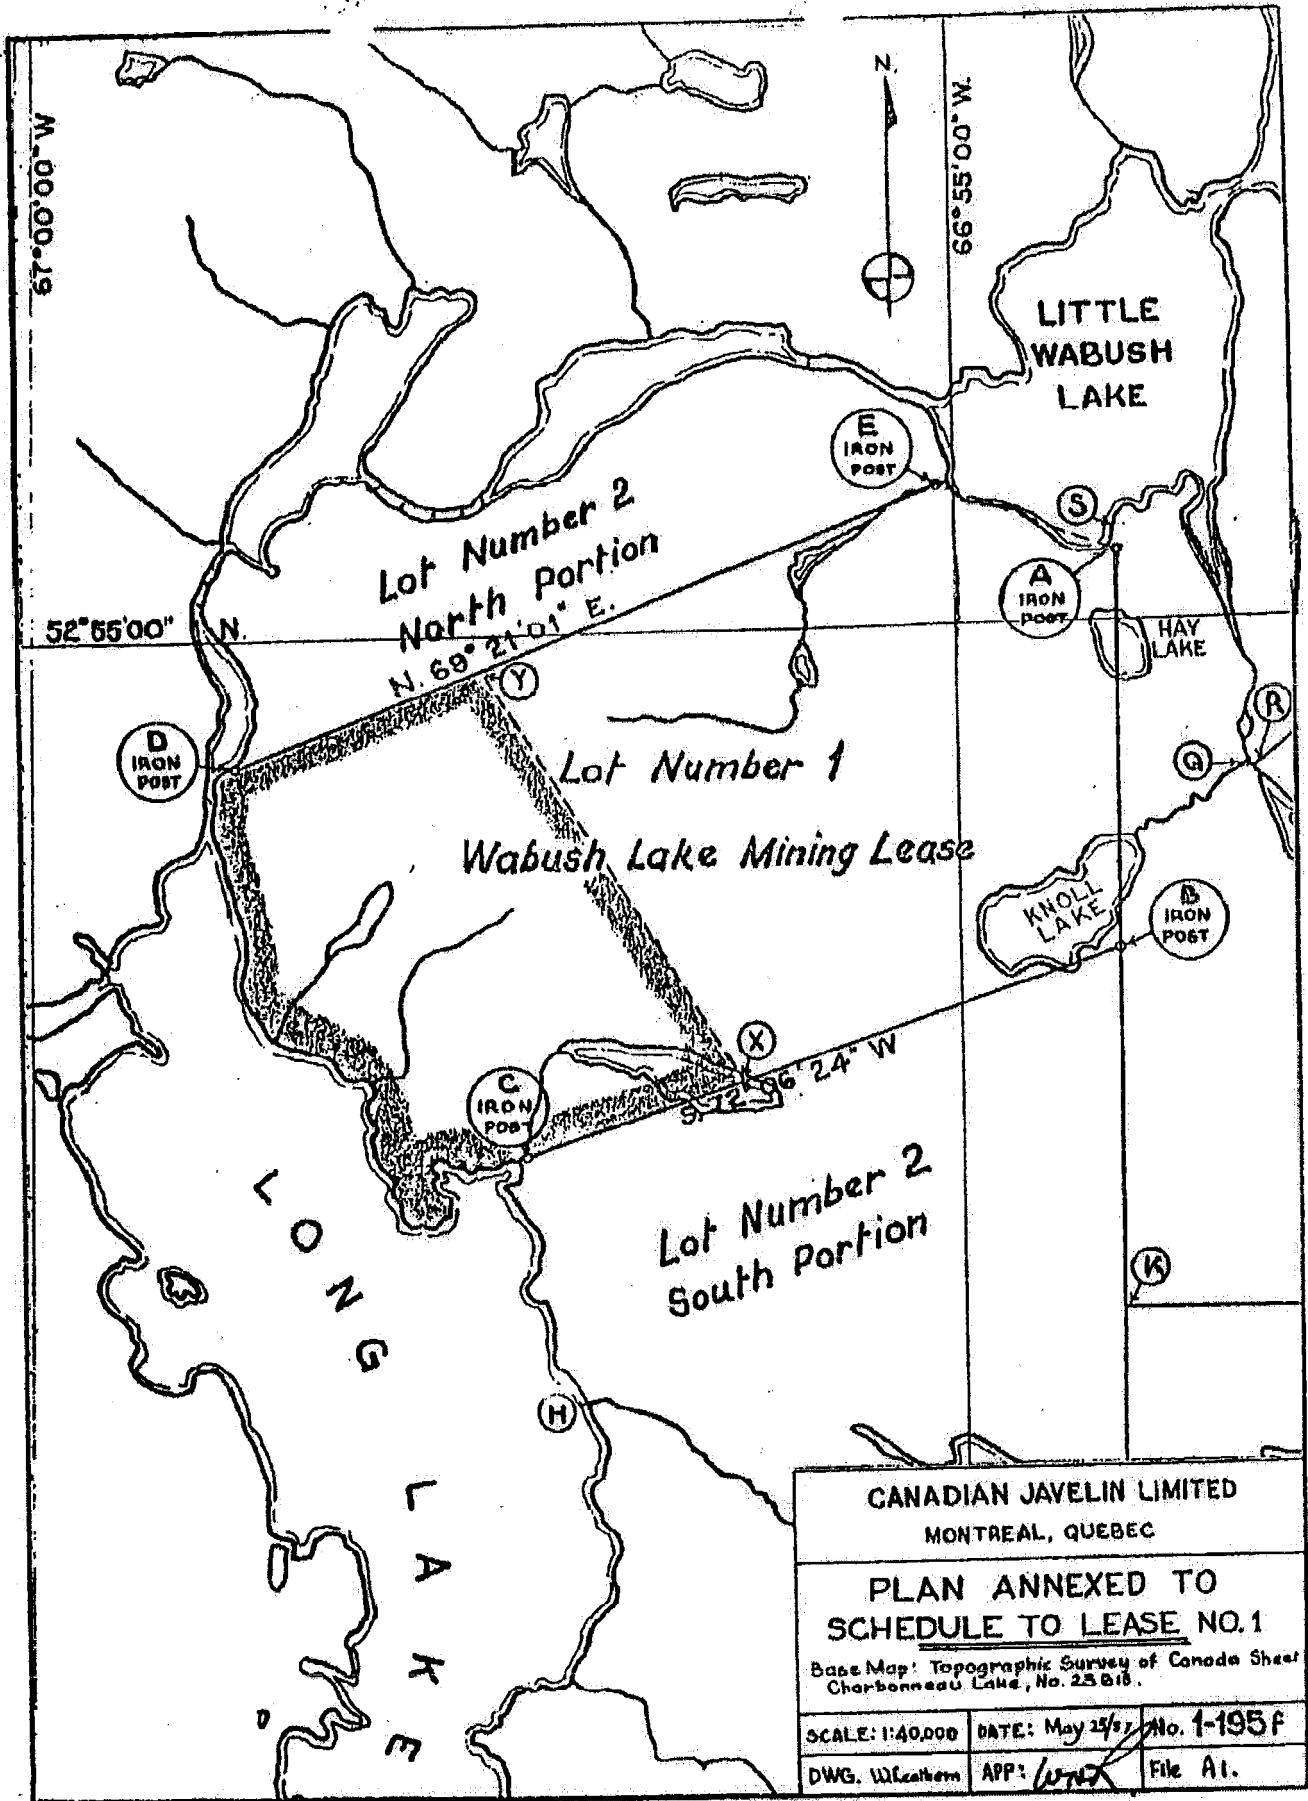 67°00'00" W
N.
66°55'00" W.
LITTLE
WABUSH
LAKE
E
IRON
POST
S
A
IRON
POST
Lot Number 2
North Portion
N. 69° 21' 01" E.
52°55'00" N.
HAY
LAKE
Y
R
D
IRON
POST
Q
Lot Number 1
Wabush Lake Mining Lease
KNOLL
LAKE
B
IRON
POST
X
C
IRON
POST
06' 24" W
Lot Number 2
South Portion
K
H
LONG
LAKE
CANADIAN JAVELIN LIMITED
MONTREAL, QUEBEC
PLAN ANNEXED TO
SCHEDULE TO LEASE NO. 1
Base Map: Topographic Survey of Canada Sheet
Charbonneau Lake, No.
SCALE: 1:40,000
DATE: May
No. 1-195 F
DWG.
APP:
File A1.